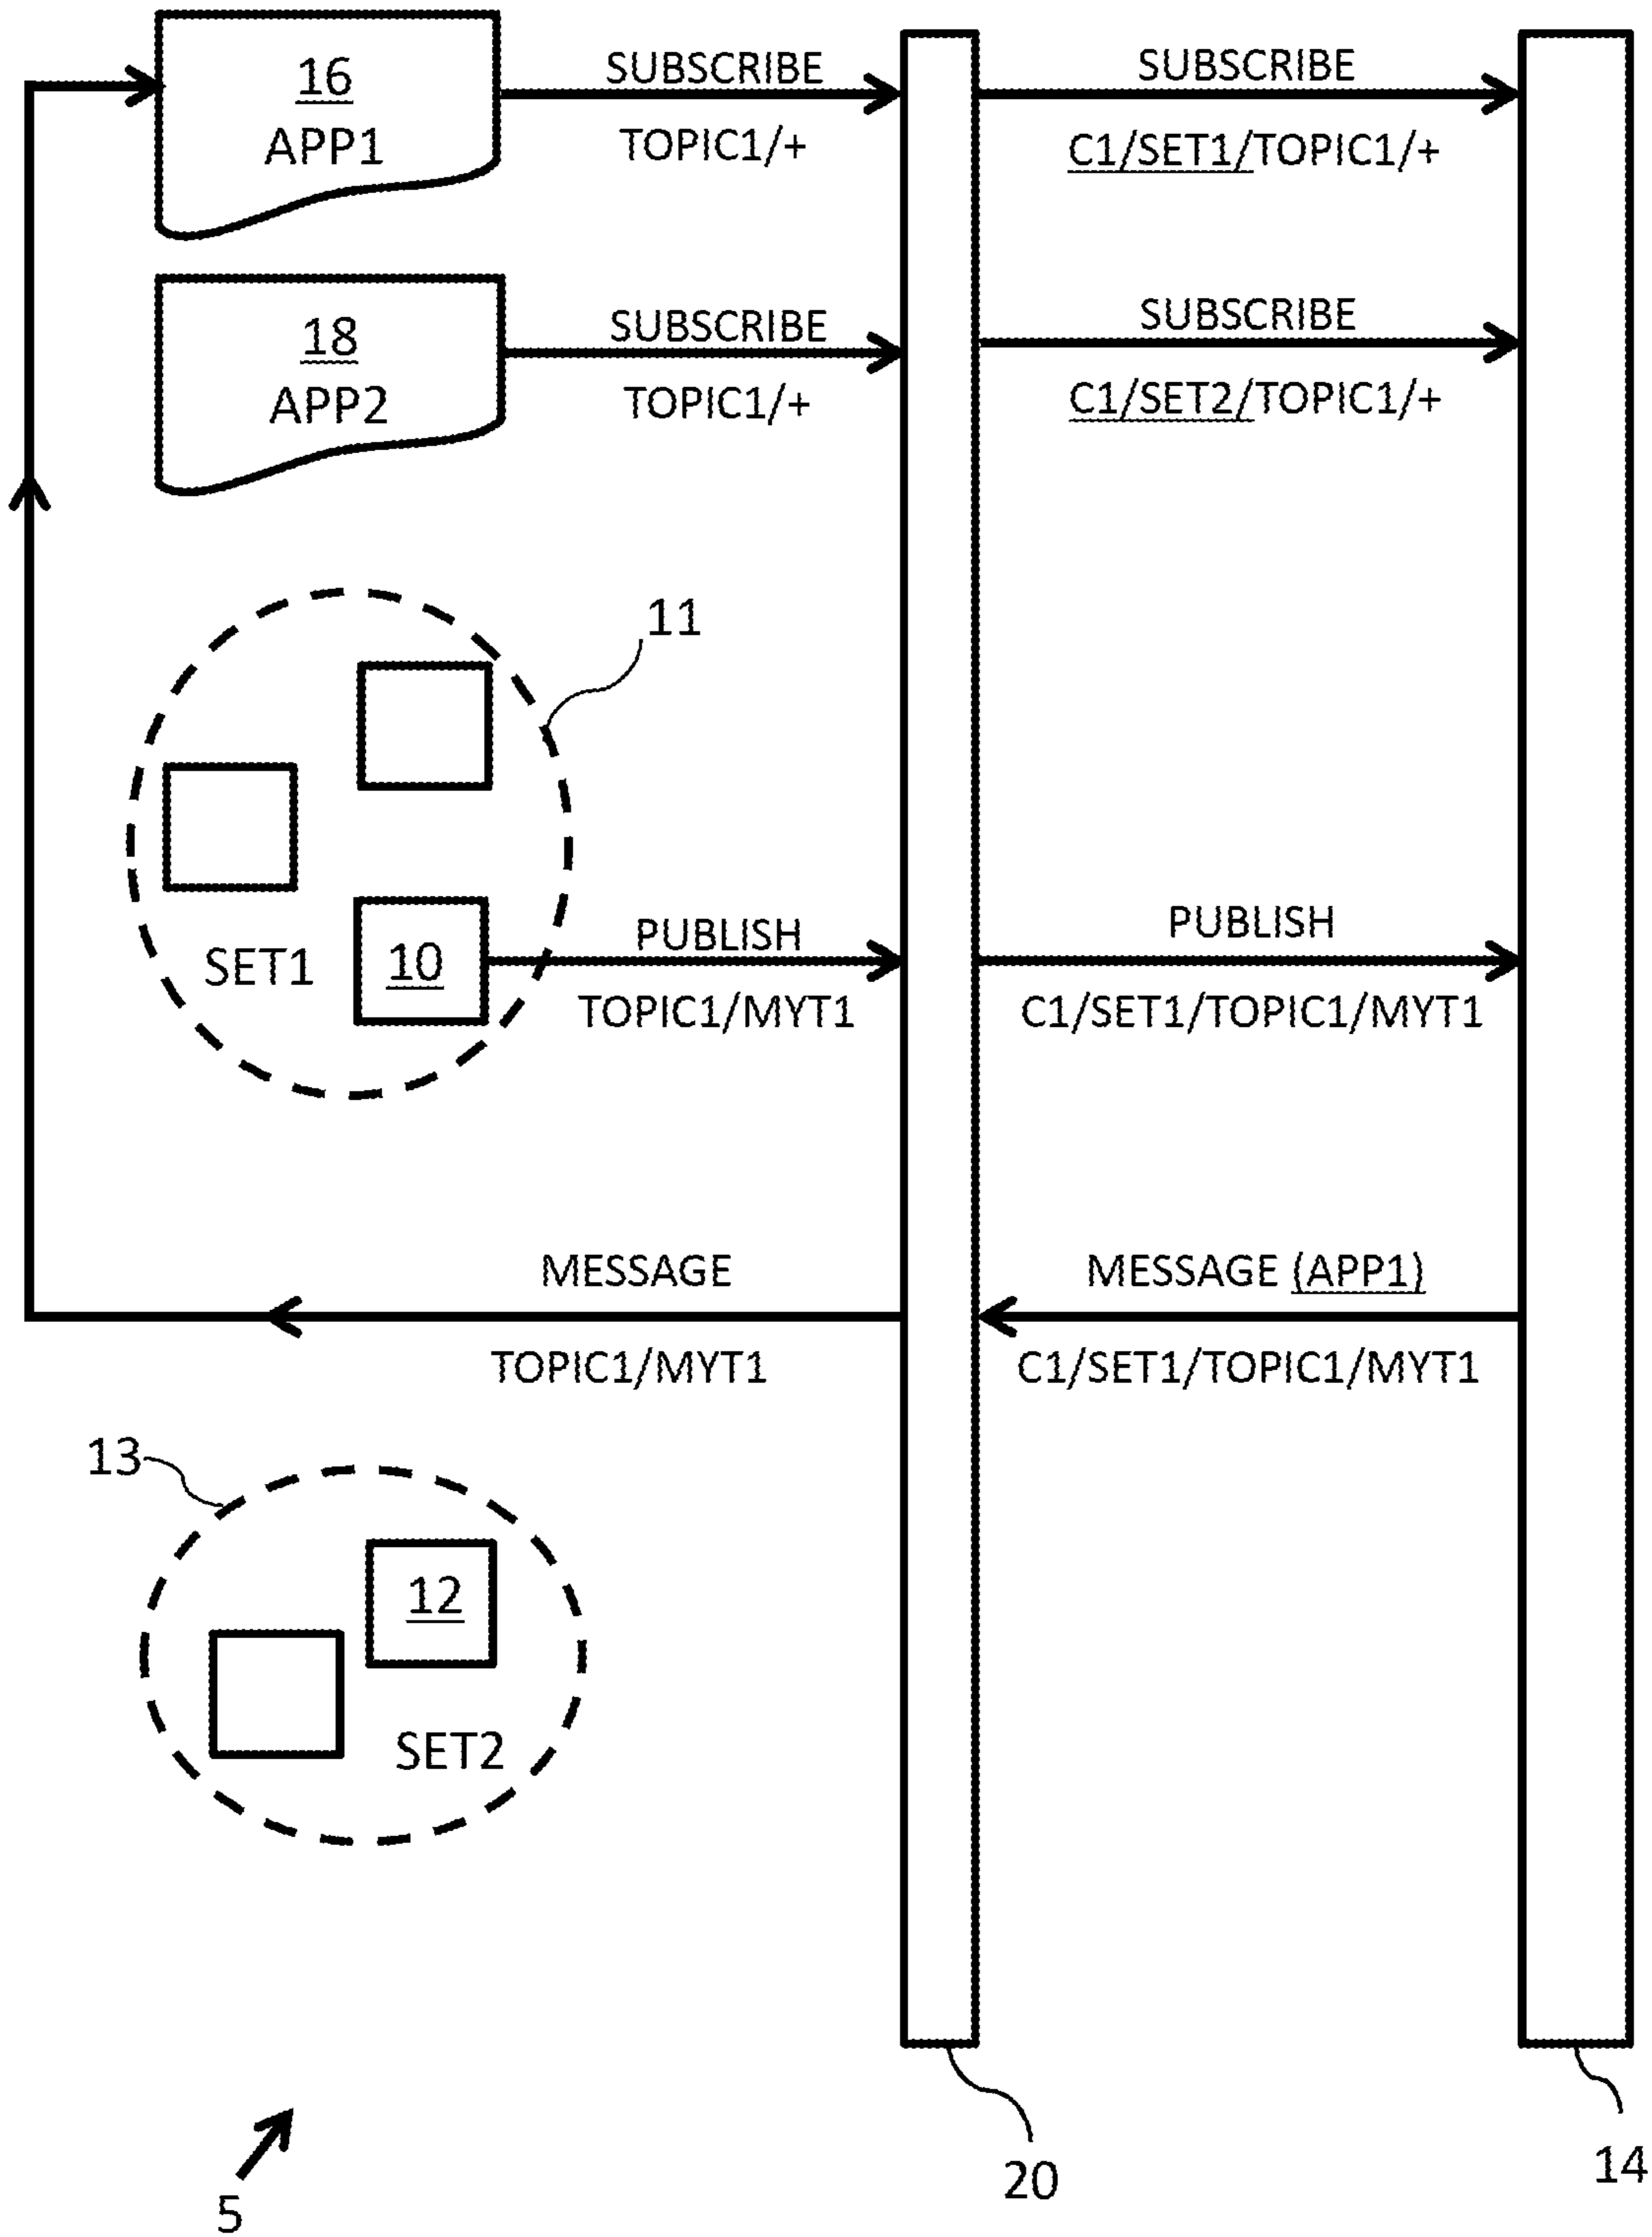 16
APP1
SUBSCRIBE
TOPIC1/+
SUBSCRIBE
C1/SET1/TOPIC1/+
18
APP2
SUBSCRIBE
TOPIC1/+
SUBSCRIBE
C1/SET2/TOPIC1/+
11
SET1
10
PUBLISH
TOPIC1/MYT1
PUBLISH
C1/SET1/TOPIC1/MYT1
MESSAGE
TOPIC1/MYT1
MESSAGE (APP1)
C1/SET1/TOPIC1/MYT1
13
12
SET2
20
14
5